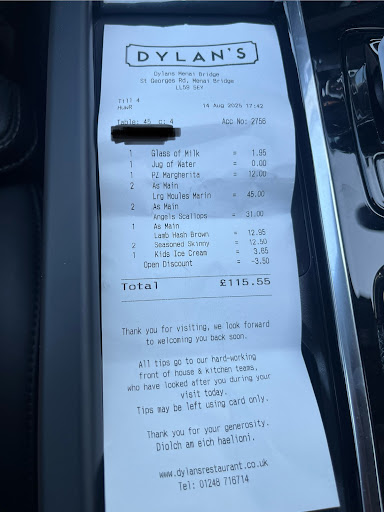 DYLAN'S
Dylans Menai Bridge
St Georges Rd, Menai Bridge
LL59 5EY
Till 4
HuwR 14 Aug 2025 17:42
Table: 45 c: 4 Acc No: 2756
1 Glass of Milk = 1.95
1 Jug of Water = 0.00
1 PZ Margherita = 12.00
2 As Main
Lrg Moules Marin = 45.00
2 As Main
Angels Scallops = 31.00
1 As Main
Lamb Hash Brown = 12.95
2 Seasoned Skinny = 12.50
1 Kids Ice Cream = 3.65
Open Discount = -3.50
Total £115.55
Thank you for visiting, we look forward
to welcoming you back soon.
All tips go to our hard-working
front of house & kitchen teams,
who have looked after you during your
visit today.
Tips may be left using card only.
Thank you for your generosity.
Diolch am eich haelioni.
www.dylansrestaurant.co.uk
Tel: 01248 716714